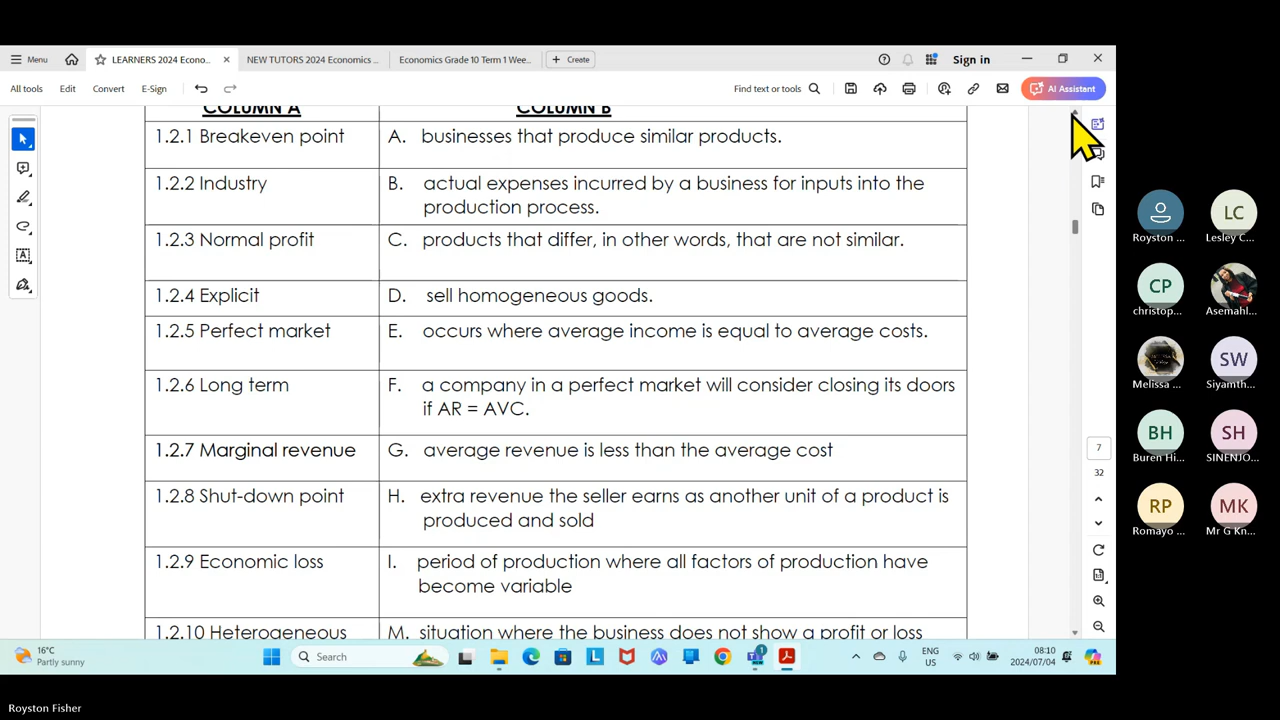 Menu
LEARNERS 2024 Econo...
NEW TUTORS 2024 Economics ...
Economics Grade 10 Term 1 Wee...
Create
Sign in
All tools
Edit
Convert
E-Sign
Find text or tools
AI Assistant
COLUMN A
COLUMN B
1.2.1 Breakeven point
A. businesses that produce similar products.
1.2.2 Industry
B. actual expenses incurred by a business for inputs into the
production process.
1.2.3 Normal profit
C. products that differ, in other words, that are not similar.
1.2.4 Explicit
D. sell homogeneous goods.
1.2.5 Perfect market
E. occurs where average income is equal to average costs.
1.2.6 Long term
F. a company in a perfect market will consider closing its doors
if AR = AVC.
1.2.7 Marginal revenue
G. average revenue is less than the average cost
1.2.8 Shut-down point
H. extra revenue the seller earns as another unit of a product is
produced and sold
1.2.9 Economic loss
I. period of production where all factors of production have
become variable
1.2.10 Heterogeneous
M. situation where the business does not show a profit or loss
7
32
Royston ...
LC
Lesley C...
CP
christop...
Asemahl...
Melissa ...
SW
Siyamth...
BH
Buren Hi...
SH
SINENJO...
RP
Romayo ...
MK
Mr G Kn...
16°C
Partly sunny
Search
ENG
US
08:10
2024/07/04
Royston Fisher